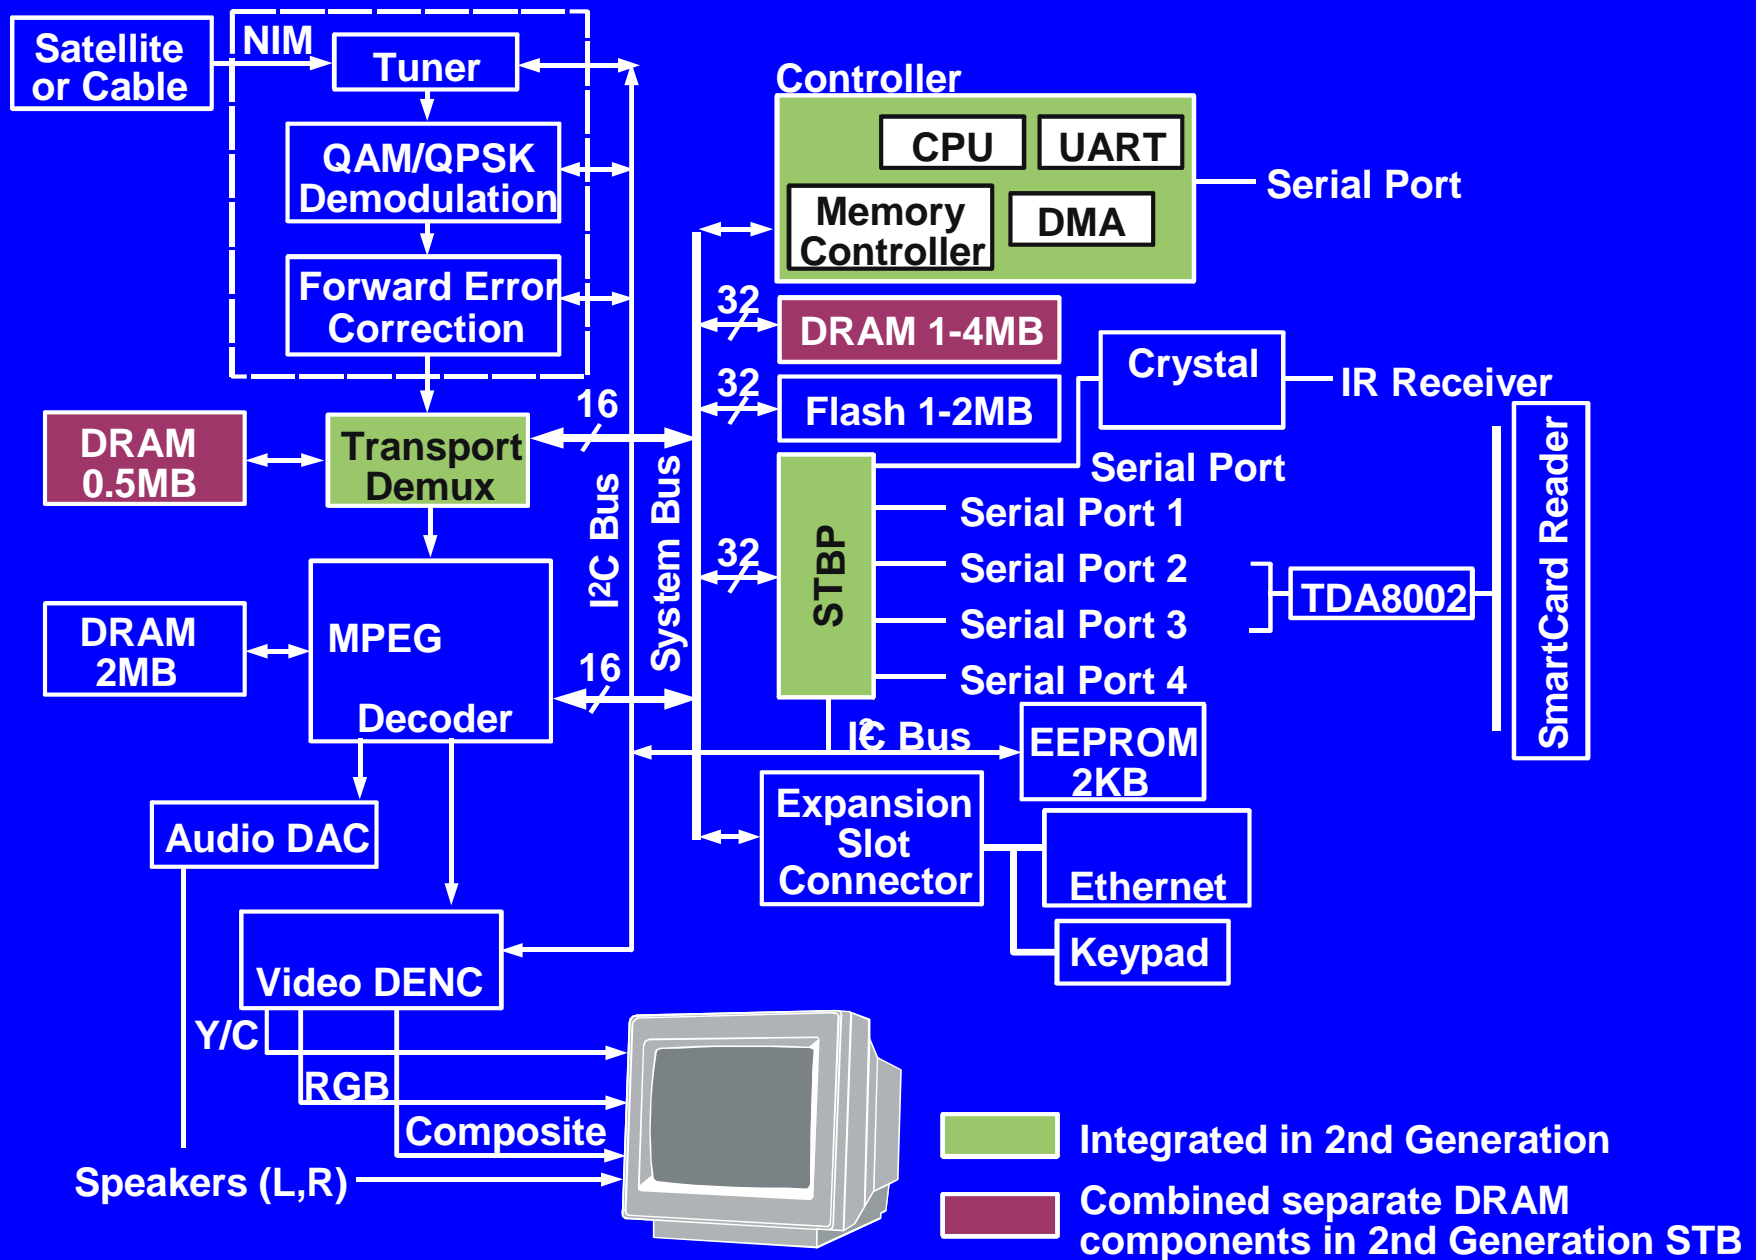 Satellite
or Cable
NIM
Tuner
QAM/QPSK
Demodulation
Forward Error
Correction
DRAM
0.5MB
Transport
Demux
16
I2C Bus
System Bus
DRAM
2MB
MPEG
Decoder
16
Audio DAC
Video DENC
Y/C
RGB
Composite
Speakers (L,R)
Controller
CPU
UART
Memory
Controller
DMA
Serial Port
32
DRAM 1-4MB
32
Flash 1-2MB
Crystal
IR Receiver
Serial Port
STBP
32
Serial Port 1
Serial Port 2
Serial Port 3
Serial Port 4
TDA8002
SmartCard Reader
I2C Bus
EEPROM
2KB
Expansion
Slot
Connector
Ethernet
Keypad
Integrated in 2nd Generation
Combined separate DRAM
components in 2nd Generation STB